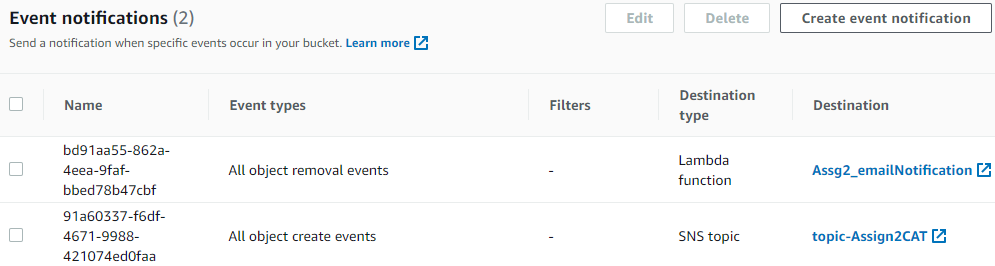 Event notifications (2)
Edit
Delete
Create event notification
Send a notification when specific events occur in your bucket. Learn more
Name
Event types
Filters
Destination
type
Destination
bd91aa55-862a-
4eea-9faf-
bbed78b47cbf
All object removal events
-
Lambda
function
Assg2_emailNotification
91a60337-f6df-
4671-9988-
421074ed0faa
All object create events
-
SNS topic
topic-Assign2CAT